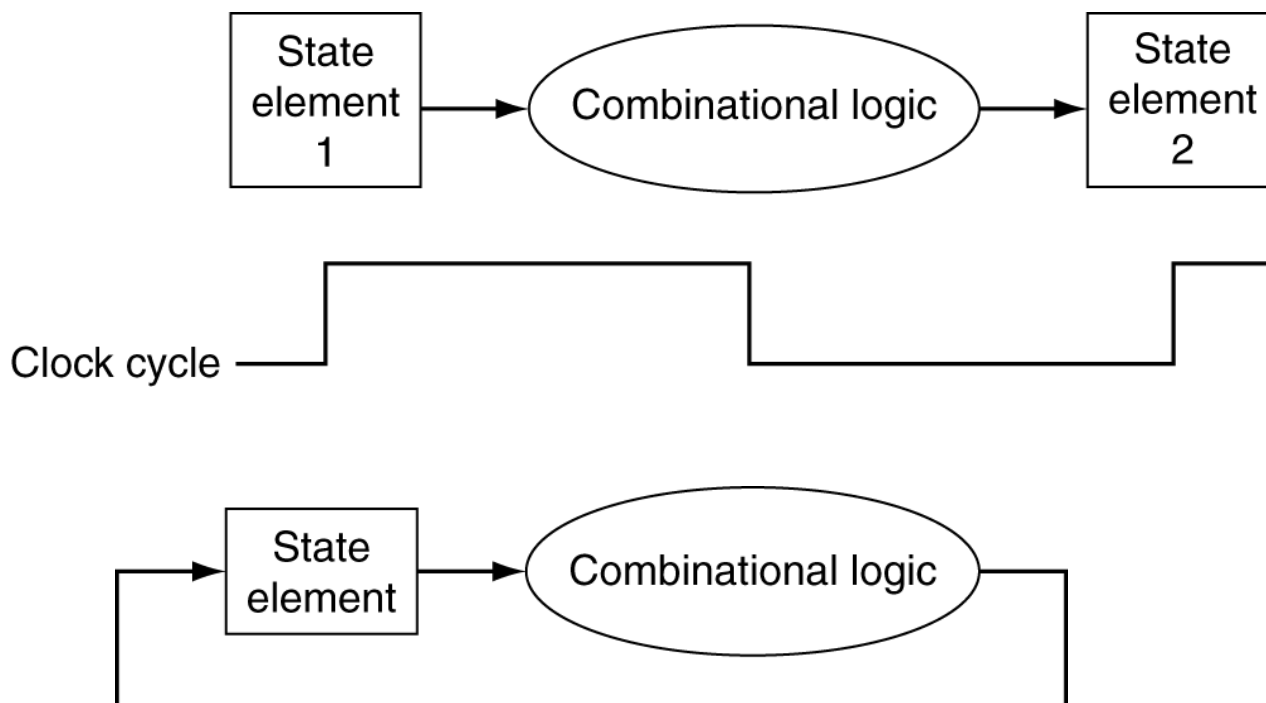 State
element
1
Combinational logic
State
element
2
Clock cycle
State
element
Combinational logic